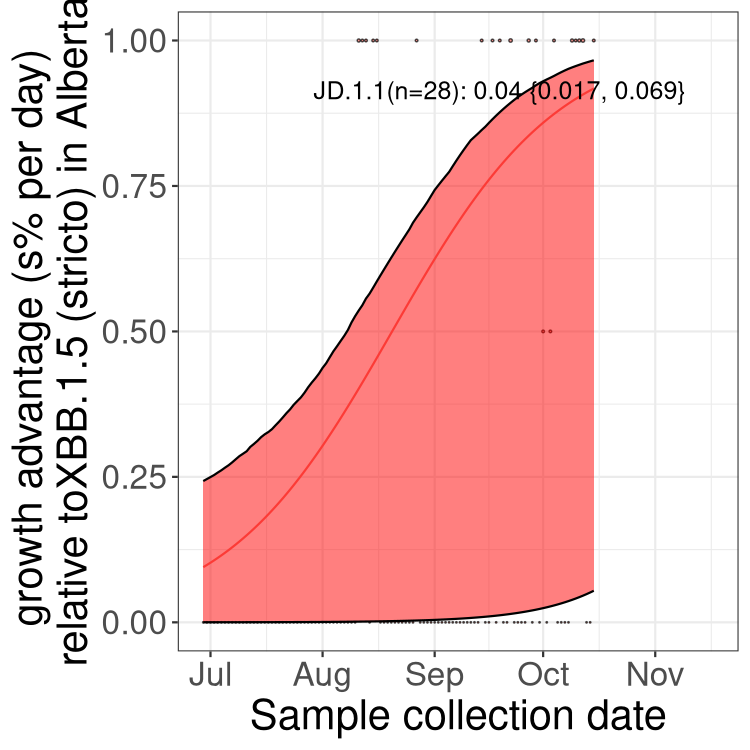 growth advantage (s% per day)
relative toXBB.1.5 (stricto) in Alberta
1.00
0.75
0.50
0.25
0.00
JD.1.1(n=28): 0.04 {0.017, 0.069}
Jul Aug Sep Oct Nov
Sample collection date